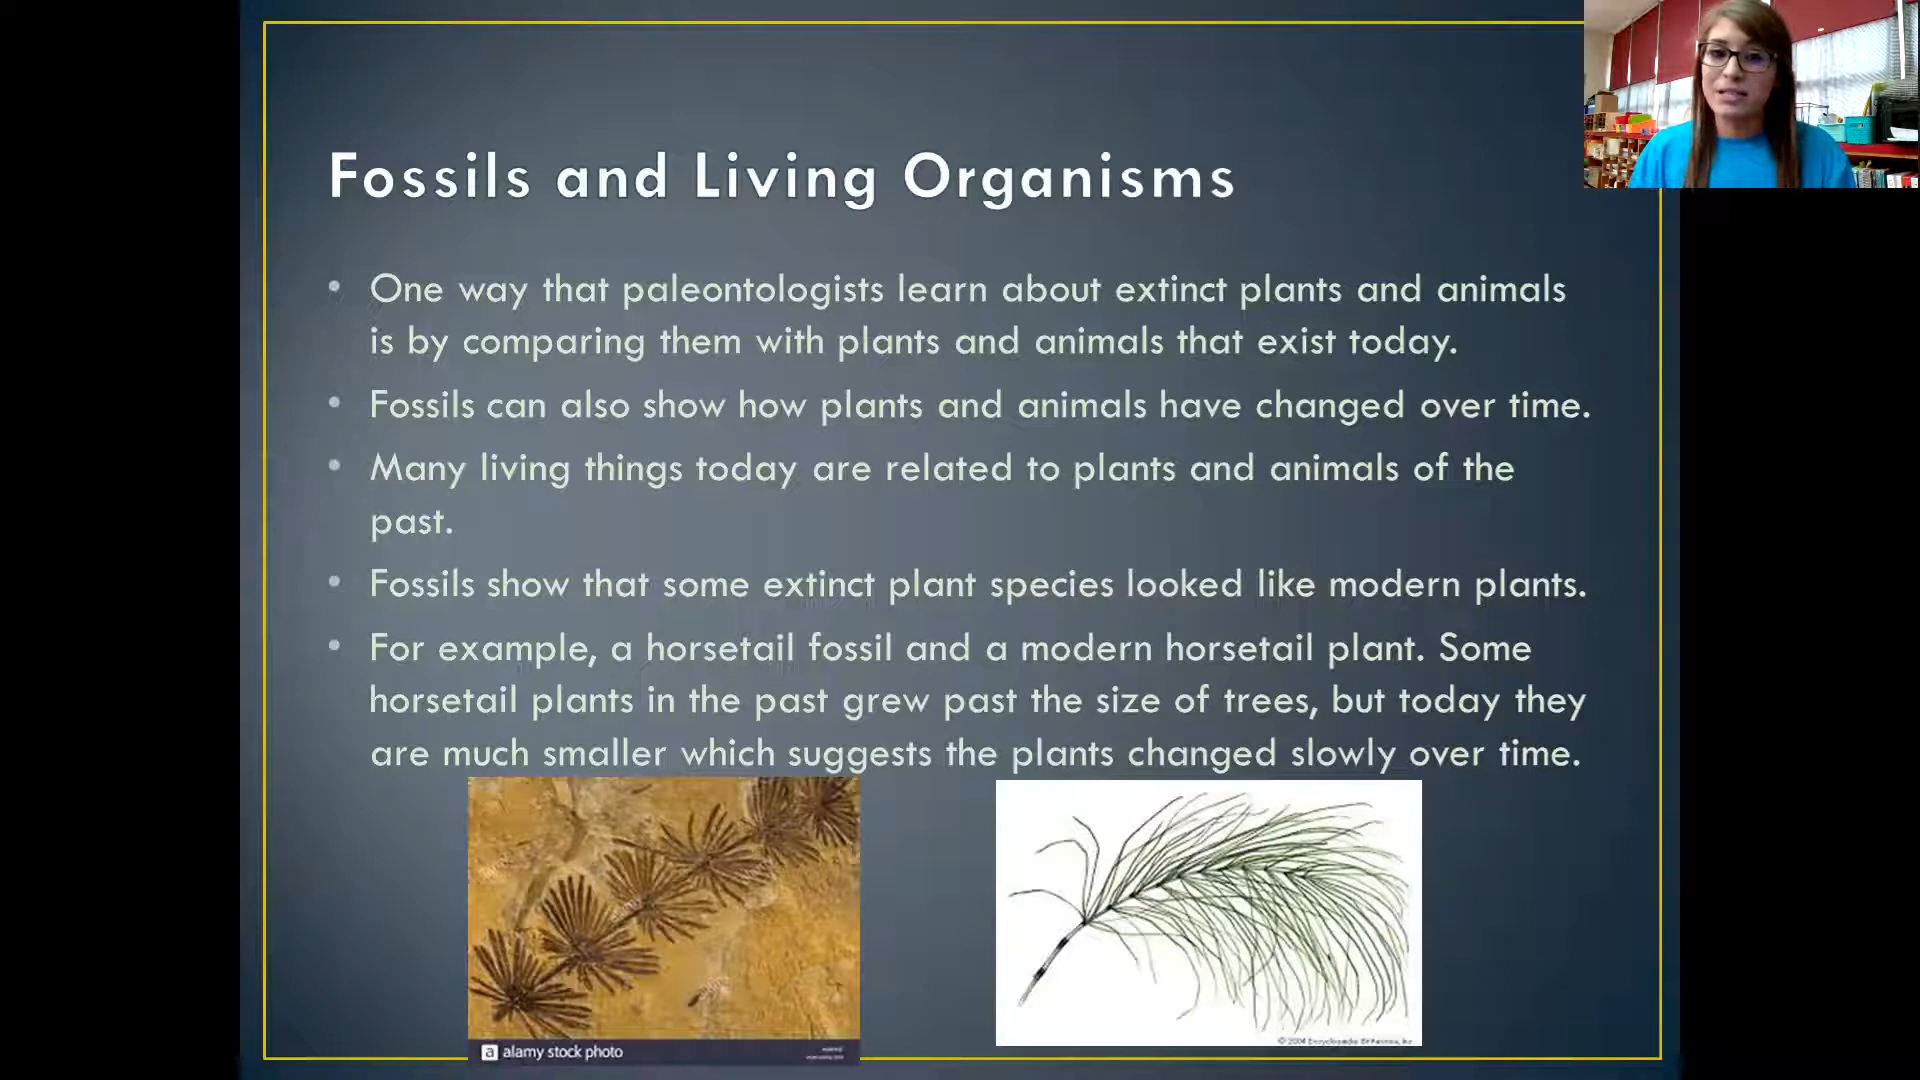 Fossils and Living Organisms
• One way that paleontologists learn about extinct plants and animals
is by comparing them with plants and animals that exist today.
• Fossils can also show how plants and animals have changed over time.
• Many living things today are related to plants and animals of the
past.
• Fossils show that some extinct plant species looked like modern plants.
• For example, a horsetail fossil and a modern horsetail plant. Some
horsetail plants in the past grew past the size of trees, but today they
are much smaller which suggests the plants changed slowly over time.
a alamy stock photo
© 2004 Encyclopædia Britannica, Inc.